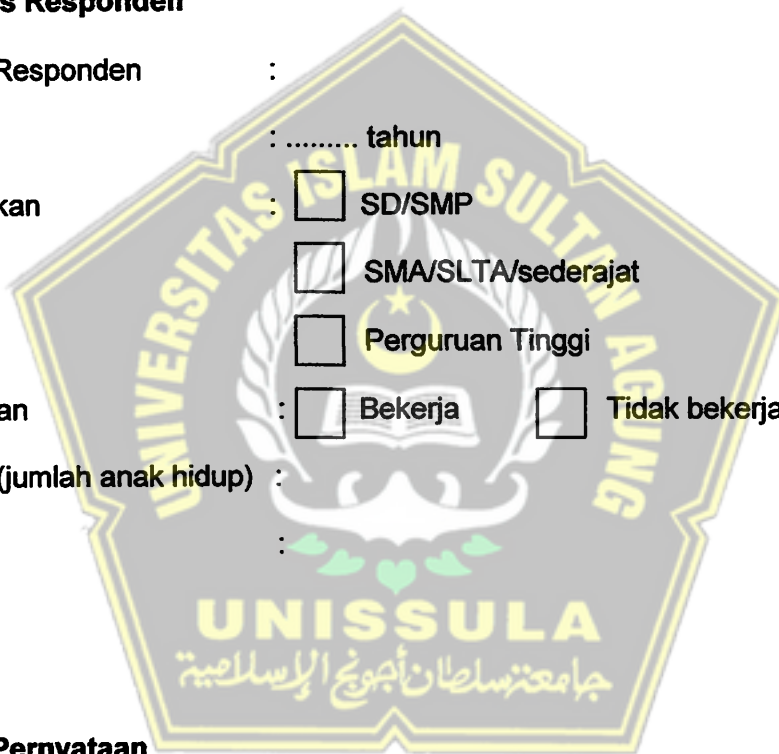 s Responden
Responden :
: ......... tahun
kan : SD/SMP
SMA/SLTA/sederajat
Perguruan Tinggi
an : Bekerja Tidak bekerja
(jumlah anak hidup) :
:
UNIVERSITAS ISLAM SULTAN AGUNG
UNISSULA
جامعة سلطان أجونج الإسلامية
Pernyataan